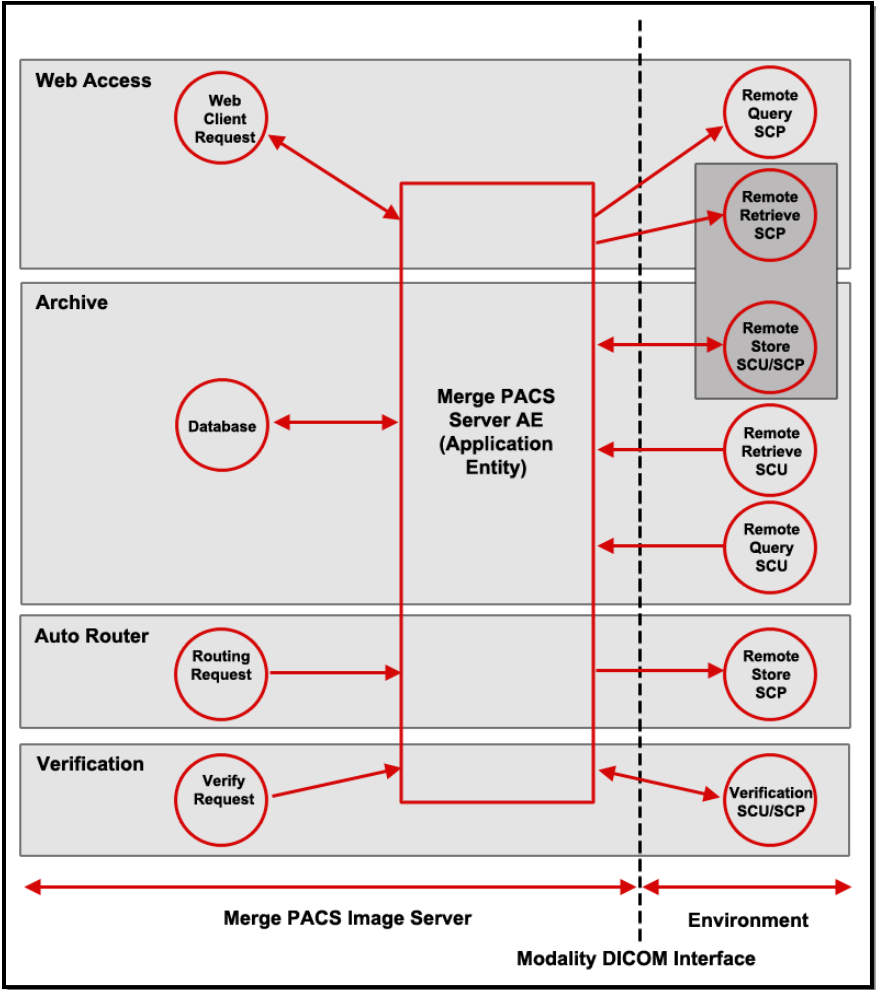 Web Access
Web
Client
Request
Remote
Query
SCP
Remote
Retrieve
SCP
Archive
Remote
Store
SCU/SCP
Database
Merge PACS
Server AE
(Application
Entity)
Remote
Retrieve
SCU
Remote
Query
SCU
Auto Router
Routing
Request
Remote
Store
SCP
Verification
Verify
Request
Verification
SCU/SCP
Merge PACS Image Server
Environment
Modality DICOM Interface